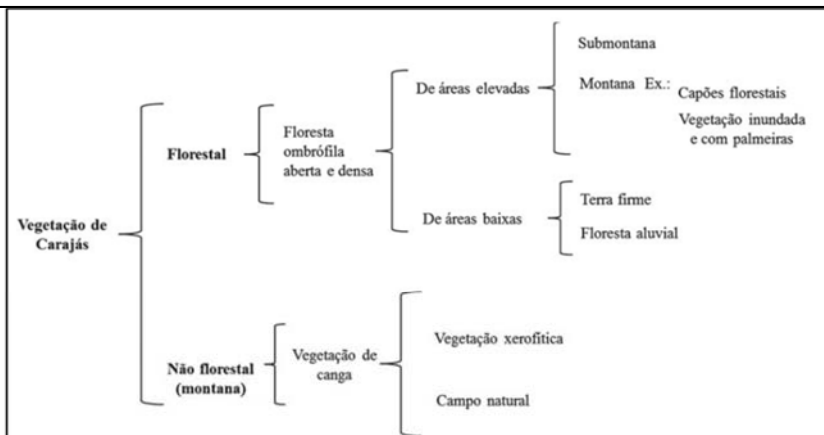 Vegetação de
Carajás
Florestal
Floresta
ombrófila
aberta e densa
De áreas elevadas
Submontana
Montana Ex.: Capões florestais
Vegetação inundada
e com palmeiras
De áreas baixas
Terra firme
Floresta aluvial
Não florestal
(montana)
Vegetação de
canga
Vegetação xerofítica
Campo natural